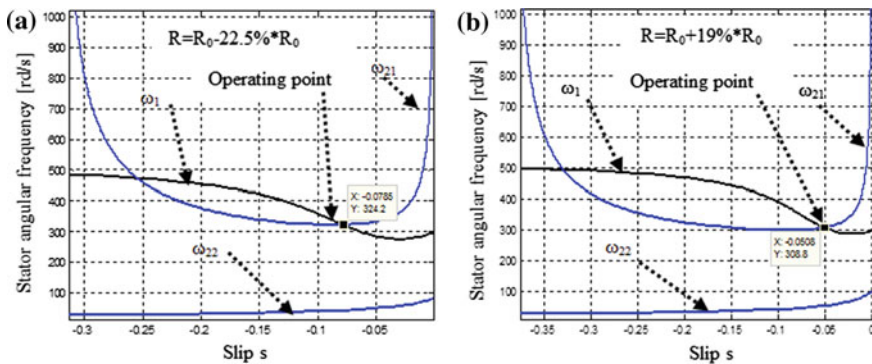 (a)
R=R₀-22.5%*R₀
Operating point
ω₁
ω₂₁
ω₂₂
X: -0.0785
Y: 324.2
Stator angular frequency [rd/s]
1000
900
800
700
600
500
400
300
200
100
-0.3 -0.25 -0.2 -0.15 -0.1 -0.05
Slip s
(b)
R=R₀+19%*R₀
Operating point
ω₁
ω₂₁
ω₂₂
X: -0.0508
Y: 308.8
Stator angular frequency [rd/s]
1000
900
800
700
600
500
400
300
200
100
-0.35 -0.3 -0.25 -0.2 -0.15 -0.1 -0.05 0
Slip s